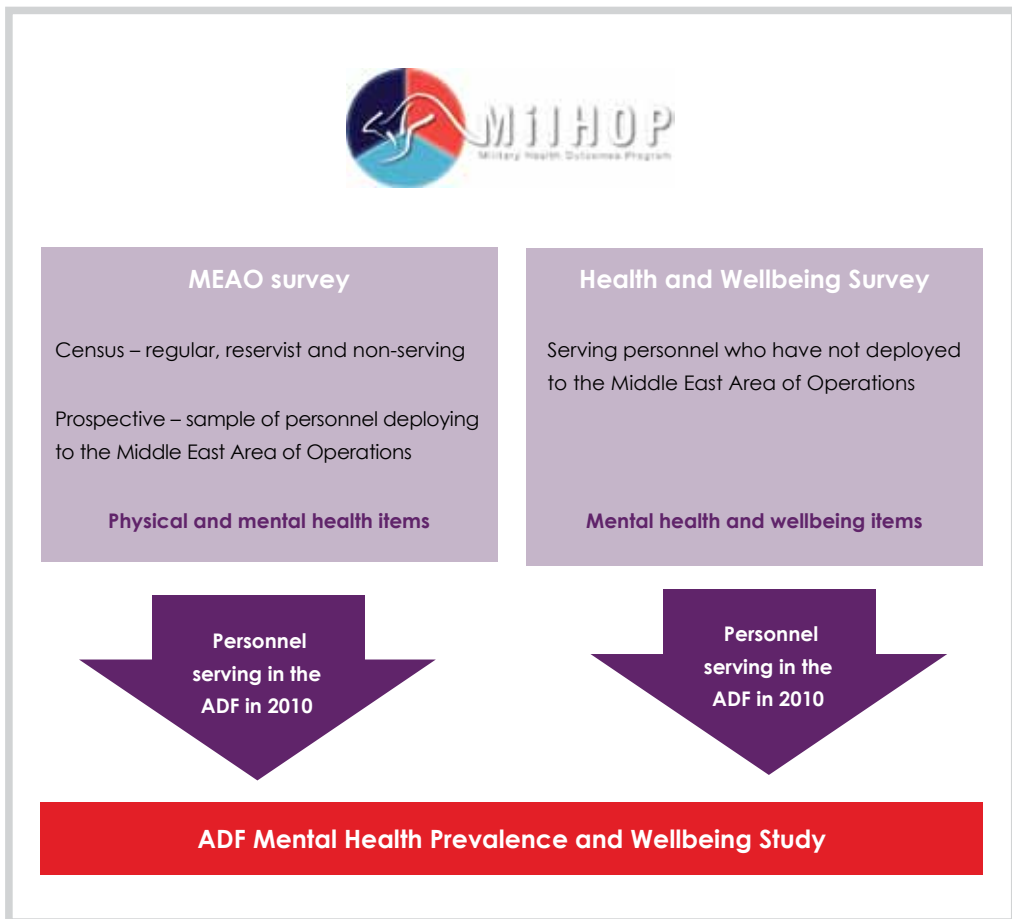 MilHOP
Military Health Outcomes Program
MEAO survey
Census – regular, reservist and non-serving
Prospective – sample of personnel deploying
to the Middle East Area of Operations
Physical and mental health items
Health and Wellbeing Survey
Serving personnel who have not deployed
to the Middle East Area of Operations
Mental health and wellbeing items
Personnel
serving in the
ADF in 2010
Personnel
serving in the
ADF in 2010
ADF Mental Health Prevalence and Wellbeing Study